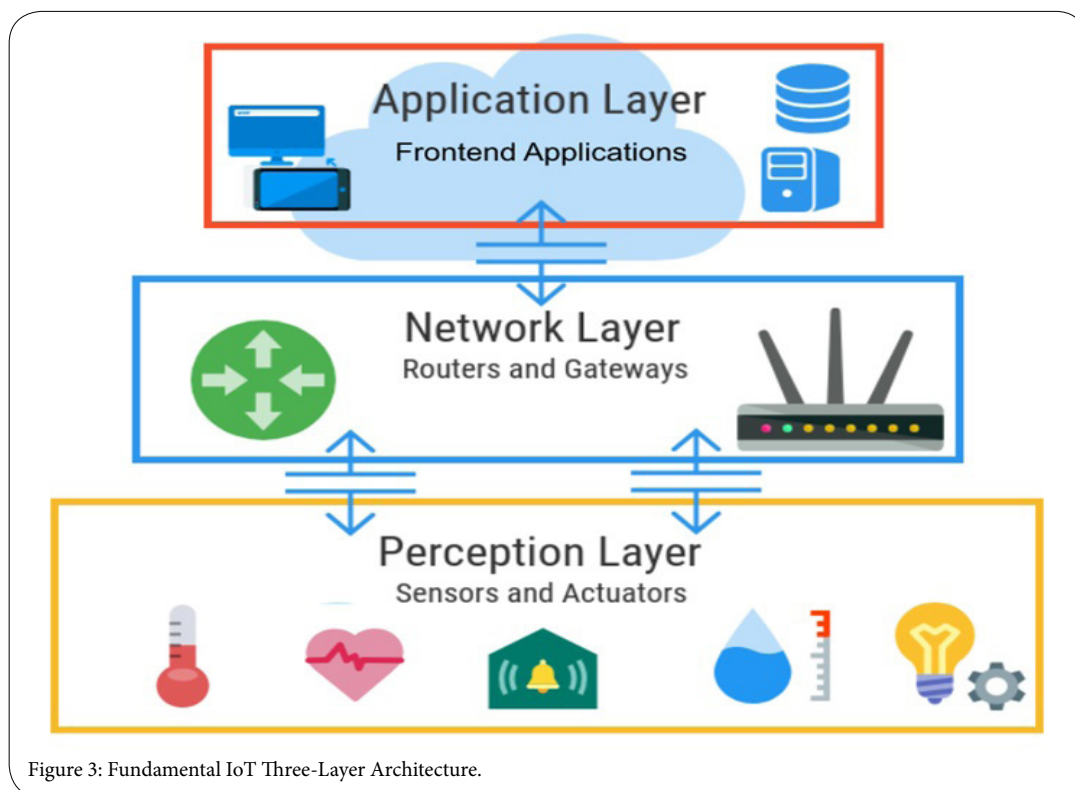 Application Layer
Frontend Applications
Network Layer
Routers and Gateways
Perception Layer
Sensors and Actuators
Figure 3: Fundamental IoT Three-Layer Architecture.